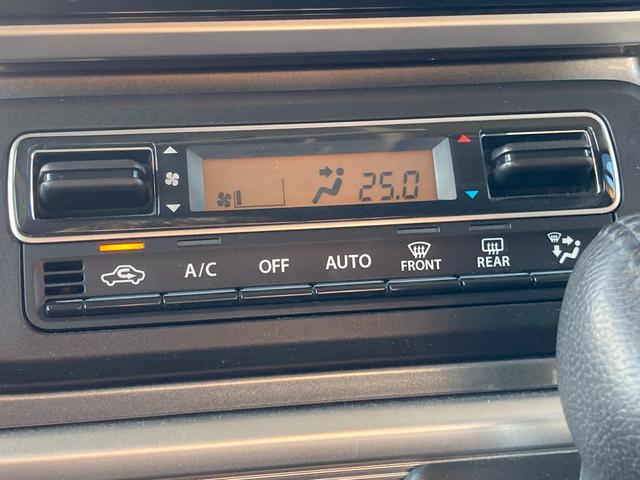 25.0
A/C OFF AUTO FRONT REAR